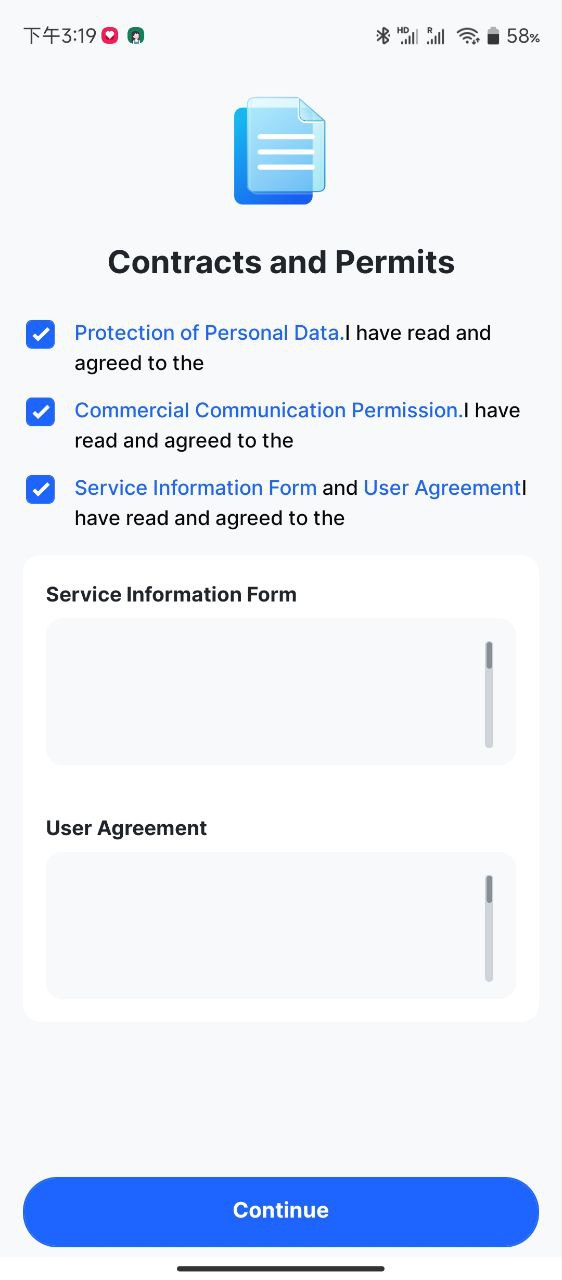 下午3:19 HD R 58%
Contracts and Permits
Protection of Personal Data.I have read and
agreed to the
Commercial Communication Permission.I have
read and agreed to the
Service Information Form and User AgreementI
have read and agreed to the
Service Information Form
User Agreement
Continue